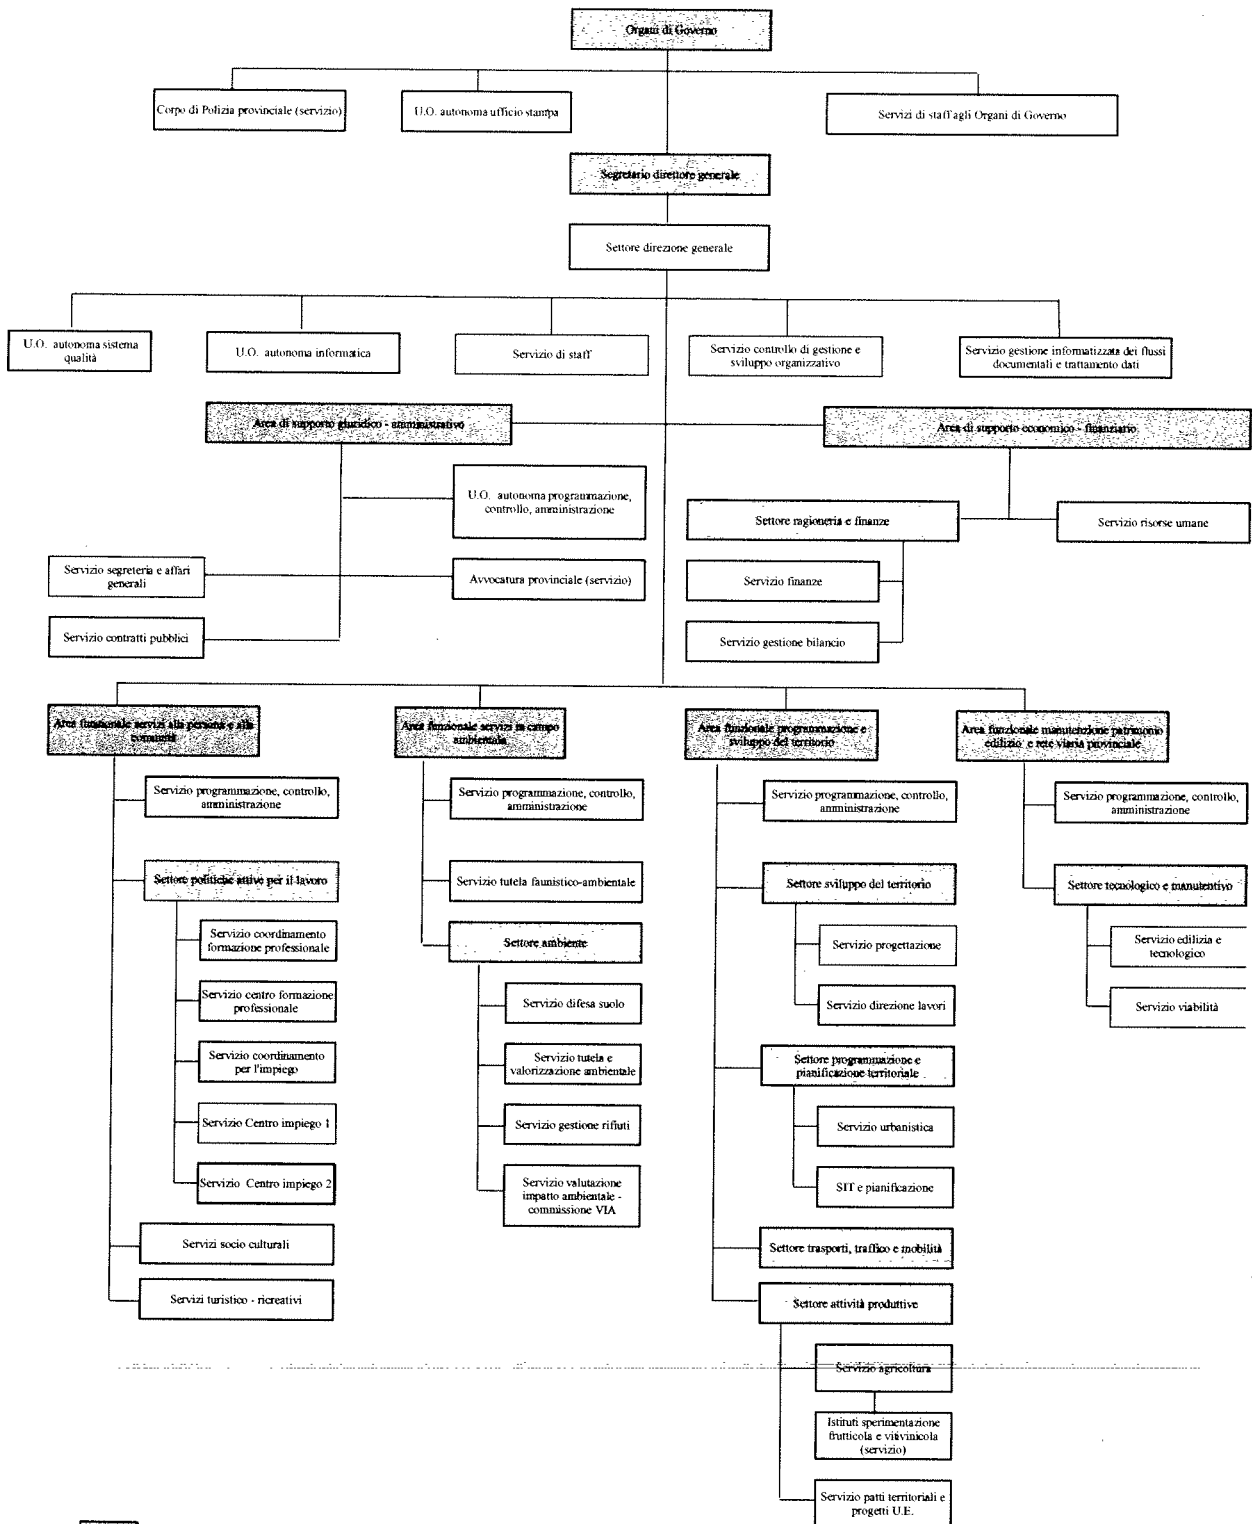 Organi di Governo
Corpo di Polizia provinciale (servizio)
U.O. autonoma ufficio stampa
Servizi di staff agli Organi di Governo
Segretario direttore generale
Settore direzione generale
U.O. autonoma sistema
qualità
U.O. autonoma informatica
Servizio di staff
Servizio controllo di gestione e
sviluppo organizzativo
Servizio gestione informatizzata dei flussi
documentali e trattamento dati
Area di supporto giuridico - amministrativo
Area di supporto economico - finanziario
U.O. autonoma programmazione,
controllo, amministrazione
Servizio segreteria e affari
generali
Avvocatura provinciale (servizio)
Servizio contratti pubblici
Settore ragioneria e finanze
Servizio risorse umane
Servizio finanze
Servizio gestione bilancio
Area funzionale servizi alla persona e alla
comunità
Servizio programmazione, controllo,
amministrazione
Settore politiche attive per il lavoro
Servizio coordinamento
formazione professionale
Servizio centro formazione
professionale
Servizio coordinamento
per l'impiego
Servizio Centro impiego 1
Servizio Centro impiego 2
Servizi socio culturali
Servizi turistico - ricreativi
Area funzionale servizi in campo
ambientale
Servizio programmazione, controllo,
amministrazione
Servizio tutela faunistico-ambientale
Settore ambiente
Servizio difesa suolo
Servizio tutela e
valorizzazione ambientale
Servizio gestione rifiuti
Servizio valutazione
impatto ambientale -
commissione VIA
Area funzionale programmazione e
sviluppo del territorio
Servizio programmazione, controllo,
amministrazione
Settore sviluppo del territorio
Servizio progettazione
Servizio direzione lavori
Settore programmazione e
pianificazione territoriale
Servizio urbanistica
SIT e pianificazione
Settore trasporti, traffico e mobilità
Settore attività produttive
Servizio agricoltura
Istituti sperimentazione
frutticola e vitivinicola
(servizio)
Servizio patti territoriali e
progetti U.E.
Area funzionale manutenzione patrimonio
edilizio e rete viaria provinciale
Servizio programmazione, controllo,
amministrazione
Settore tecnologico e manutentivo
Servizio edilizia e
tecnologico
Servizio viabilità